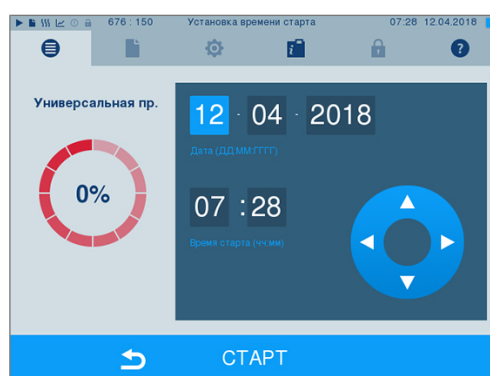 676 : 150 Установка времени старта 07:28 12.04.2018
i ?
Универсальная пр.
12 · 04 · 2018
Дата (ДД.ММ.ГГГГ)
0%
07 : 28
Время старта (чч:мм)
СТАРТ